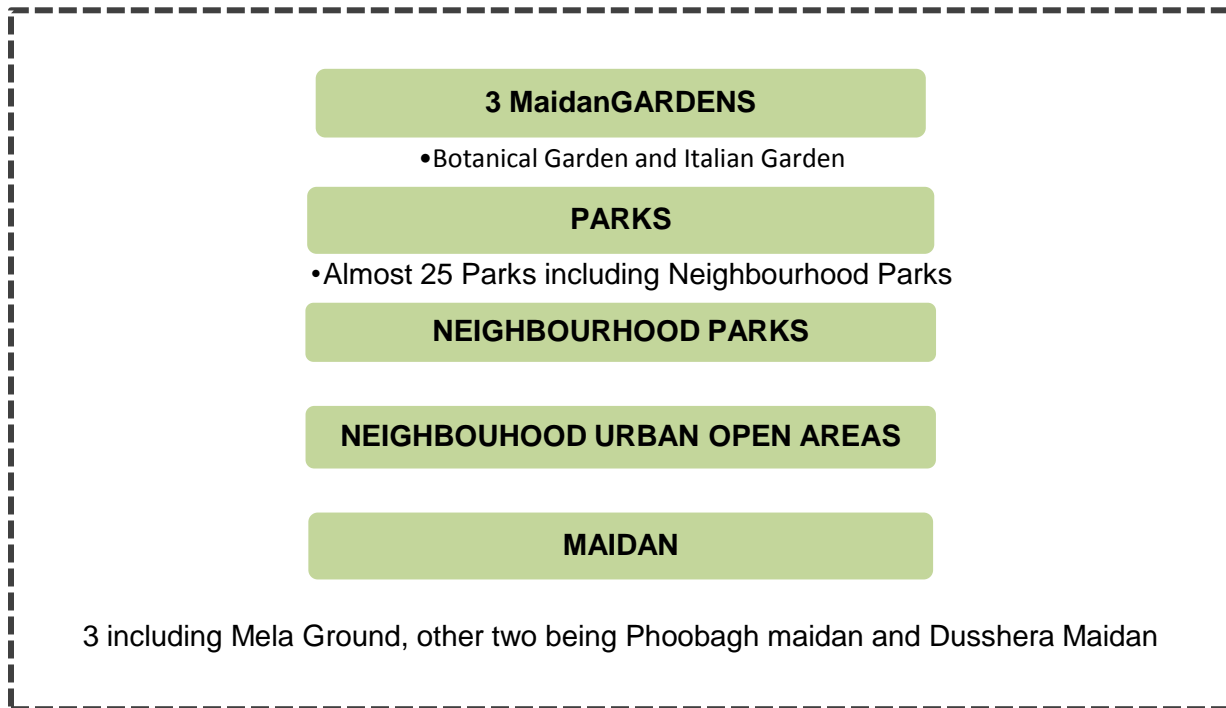 3 MaidanGARDENS
•Botanical Garden and Italian Garden
PARKS
•Almost 25 Parks including Neighbourhood Parks
NEIGHBOURHOOD PARKS
NEIGHBOUHOOD URBAN OPEN AREAS
MAIDAN
3 including Mela Ground, other two being Phoobagh maidan and Dusshera Maidan